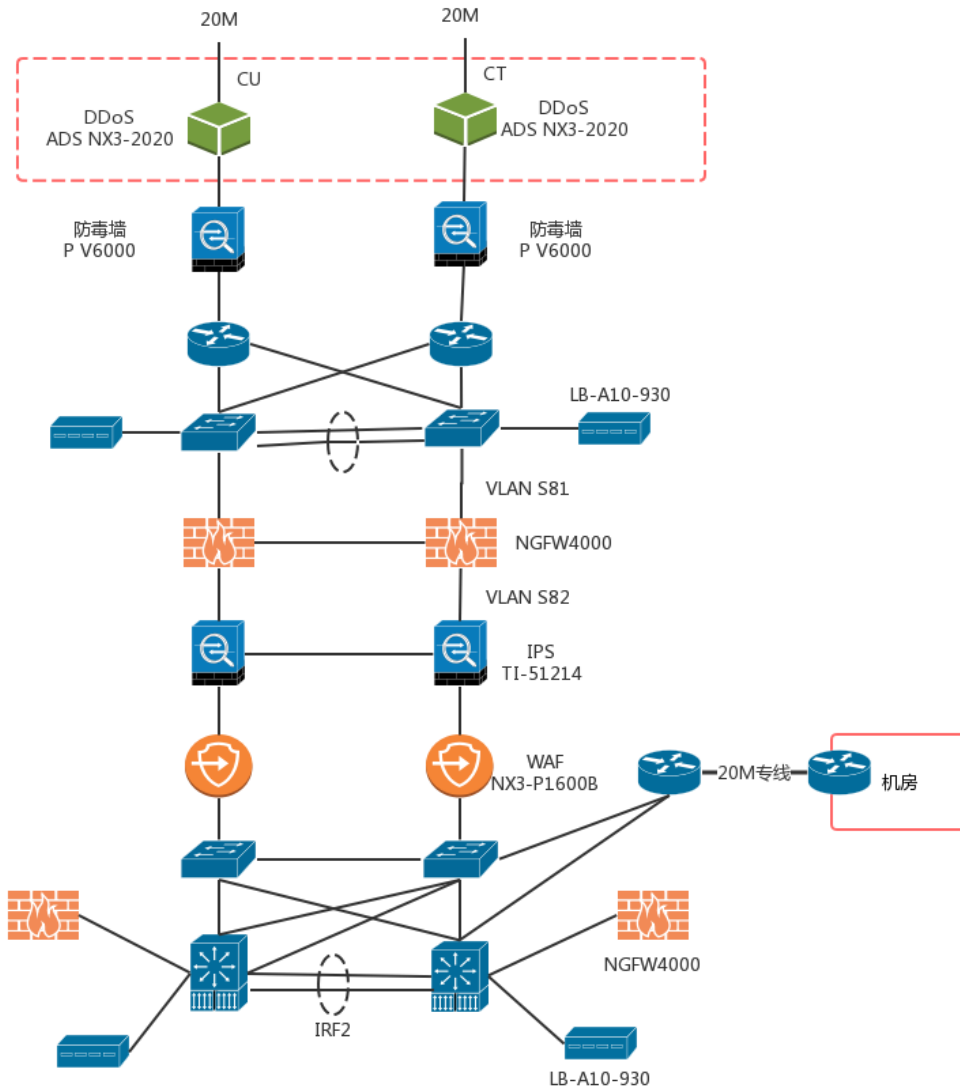 20M
20M
CU
CT
DDoS
ADS NX3-2020
DDoS
ADS NX3-2020
防毒墙
P V6000
防毒墙
P V6000
LB-A10-930
VLAN S81
NGFW4000
VLAN S82
IPS
TI-51214
WAF
NX3-P1600B
20M专线
机房
NGFW4000
IRF2
LB-A10-930